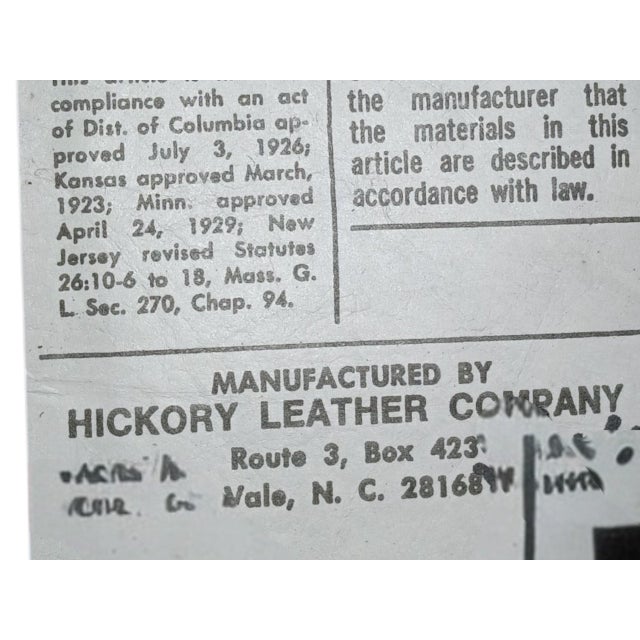 This article is
compliance with an act
of Dist. of Columbia ap-
proved July 3, 1926;
Kansas approved March,
1923; Minn. approved
April 24, 1929; New
Jersey revised Statutes
26:10-6 to 18, Mass. G.
L. Sec. 270, Chap. 94.
the manufacturer that
the materials in this
article are described in
accordance with law.
MANUFACTURED BY
HICKORY LEATHER COMPANY
Route 3, Box 423
Vale, N. C. 28168